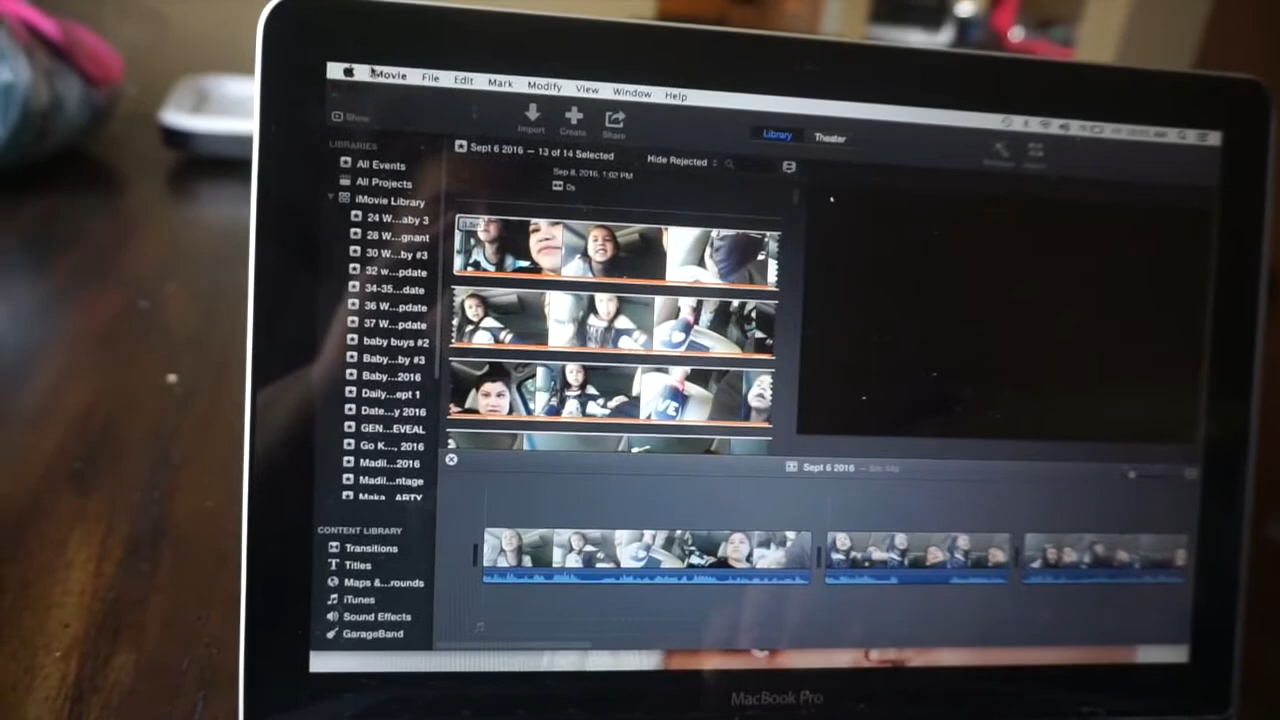 iMovie File Edit Mark Modify View Window Help
Show
Import Create Share
Library Theater
LIBRARIES
Sept 6 2016 — 13 of 14 Selected
Hide Rejected
Sep 8, 2016, 1:02 PM
0s
All Events
All Projects
iMovie Library
24 W...aby 3
28 W...gnant
30 W...by #3
32 w...pdate
34-35...date
36 W...pdate
37 W...pdate
baby buys #2
Baby...by #3
Baby...2016
Daily...ept 1
Date...y 2016
GEN...EVEAL
Go K..., 2016
Madil...2016
Madil...ntage
Maka...ARTY
Sept 6 2016
CONTENT LIBRARY
Transitions
Titles
Maps &...rounds
iTunes
Sound Effects
GarageBand
MacBook Pro